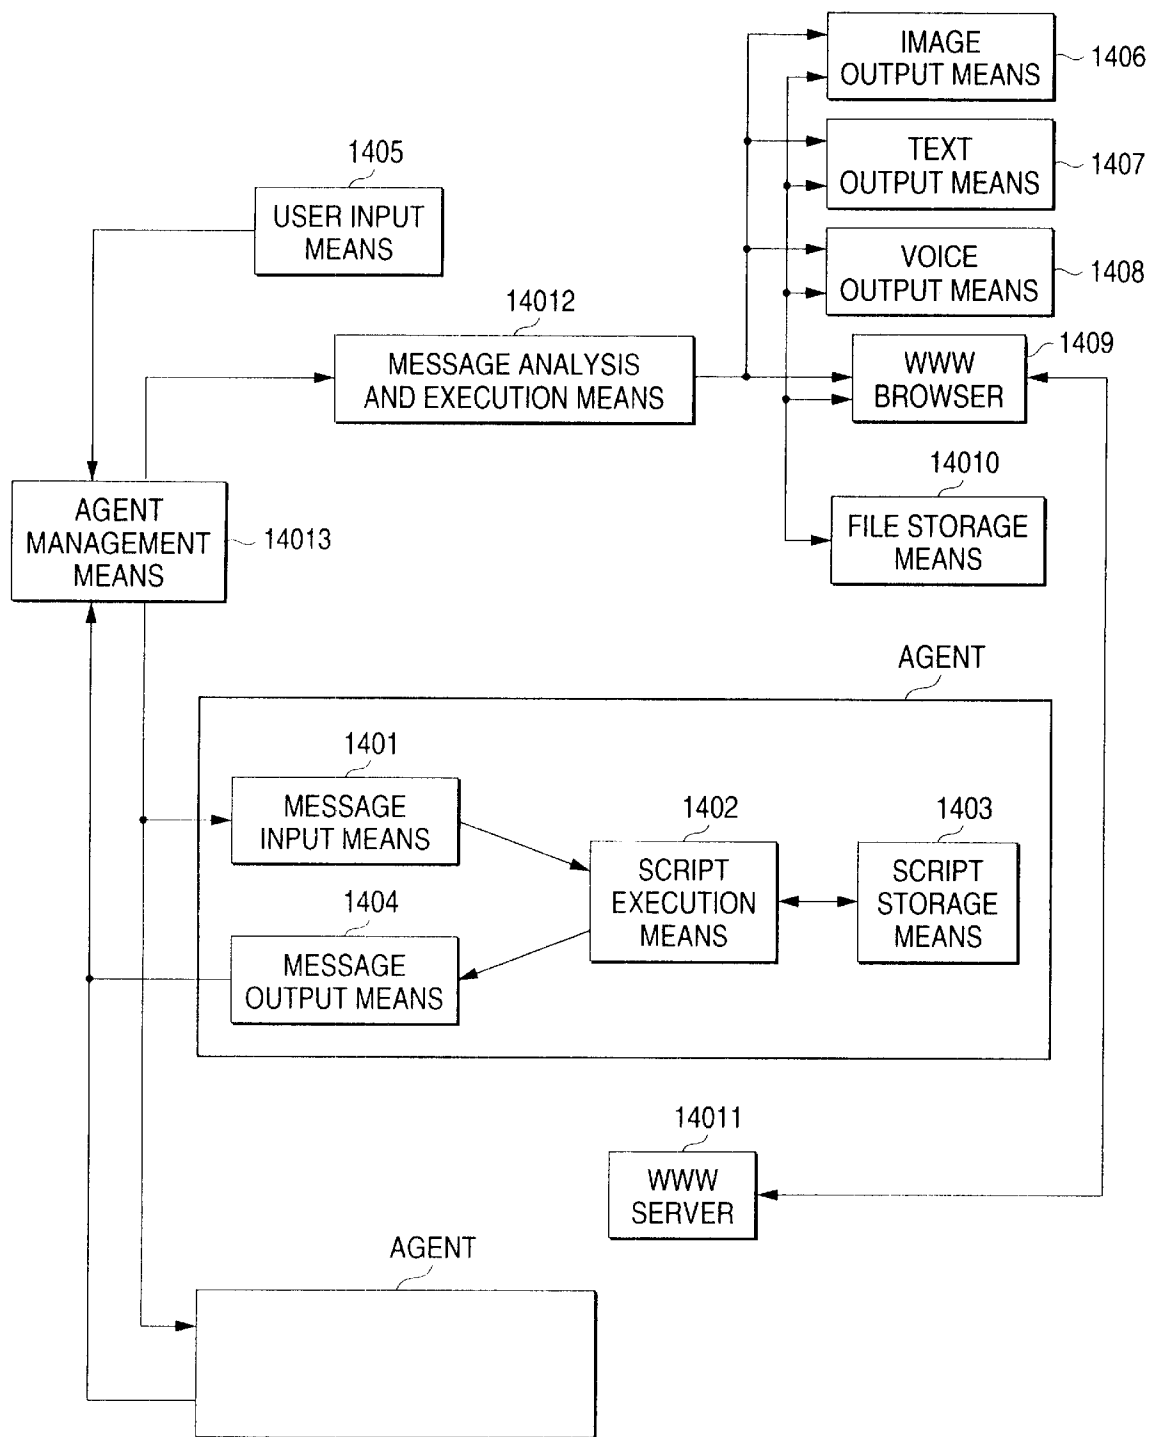 IMAGE
OUTPUT MEANS
1406
TEXT
OUTPUT MEANS
1407
1405
USER INPUT
MEANS
VOICE
OUTPUT MEANS
1408
14012
MESSAGE ANALYSIS
AND EXECUTION MEANS
1409
WWW
BROWSER
14010
FILE STORAGE
MEANS
AGENT
MANAGEMENT
MEANS
14013
AGENT
1401
MESSAGE
INPUT MEANS
1402
SCRIPT
EXECUTION
MEANS
1403
SCRIPT
STORAGE
MEANS
1404
MESSAGE
OUTPUT MEANS
14011
WWW
SERVER
AGENT